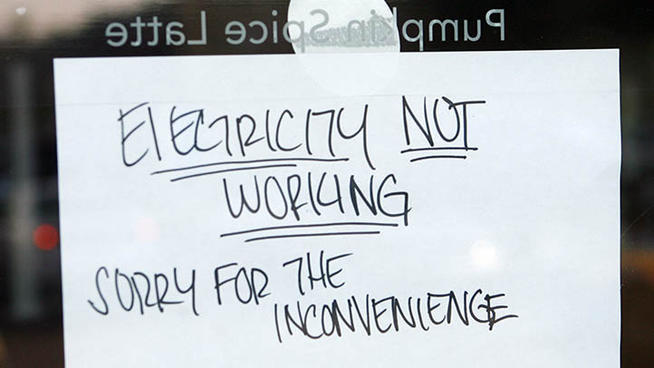 Pumpkin Spice Latte
ELECTRICITY NOT
WORKING
SORRY FOR THE
INCONVENIENCE